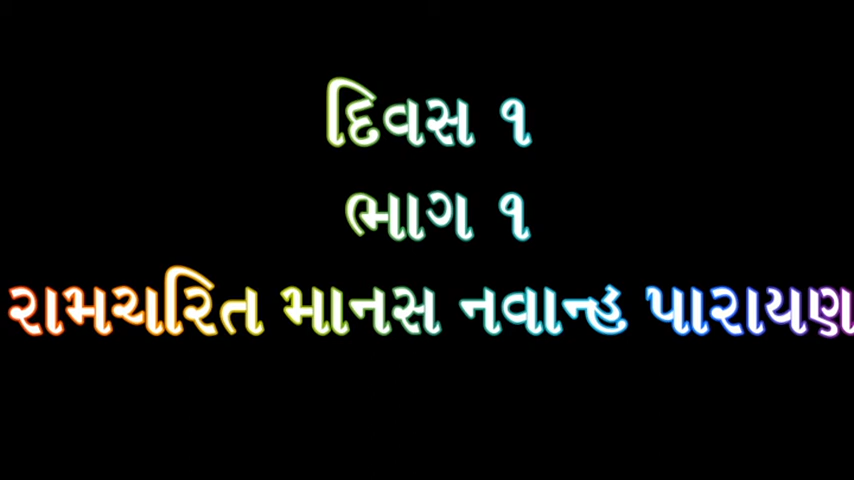 દિવસ ૧
ભાગ ૧
રામચરિત માનસ નવાન્હ પારાયણ